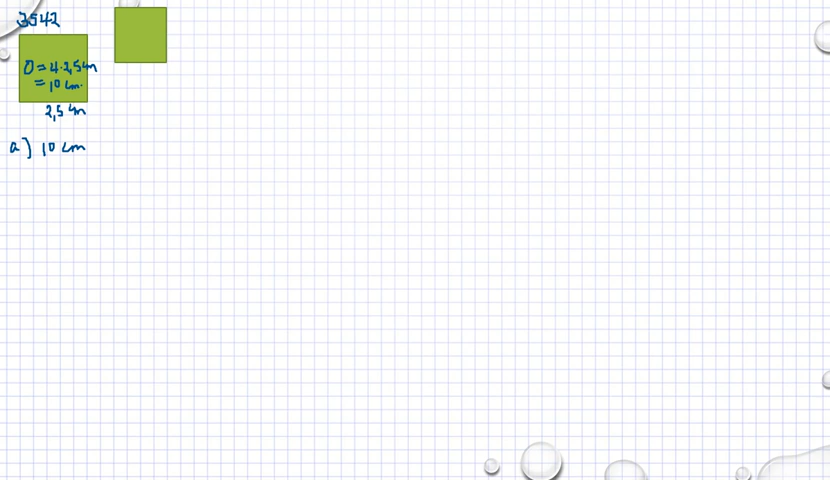 3542
O = 4·2,5 cm
= 10 cm.
2,5 cm
a) 10 cm